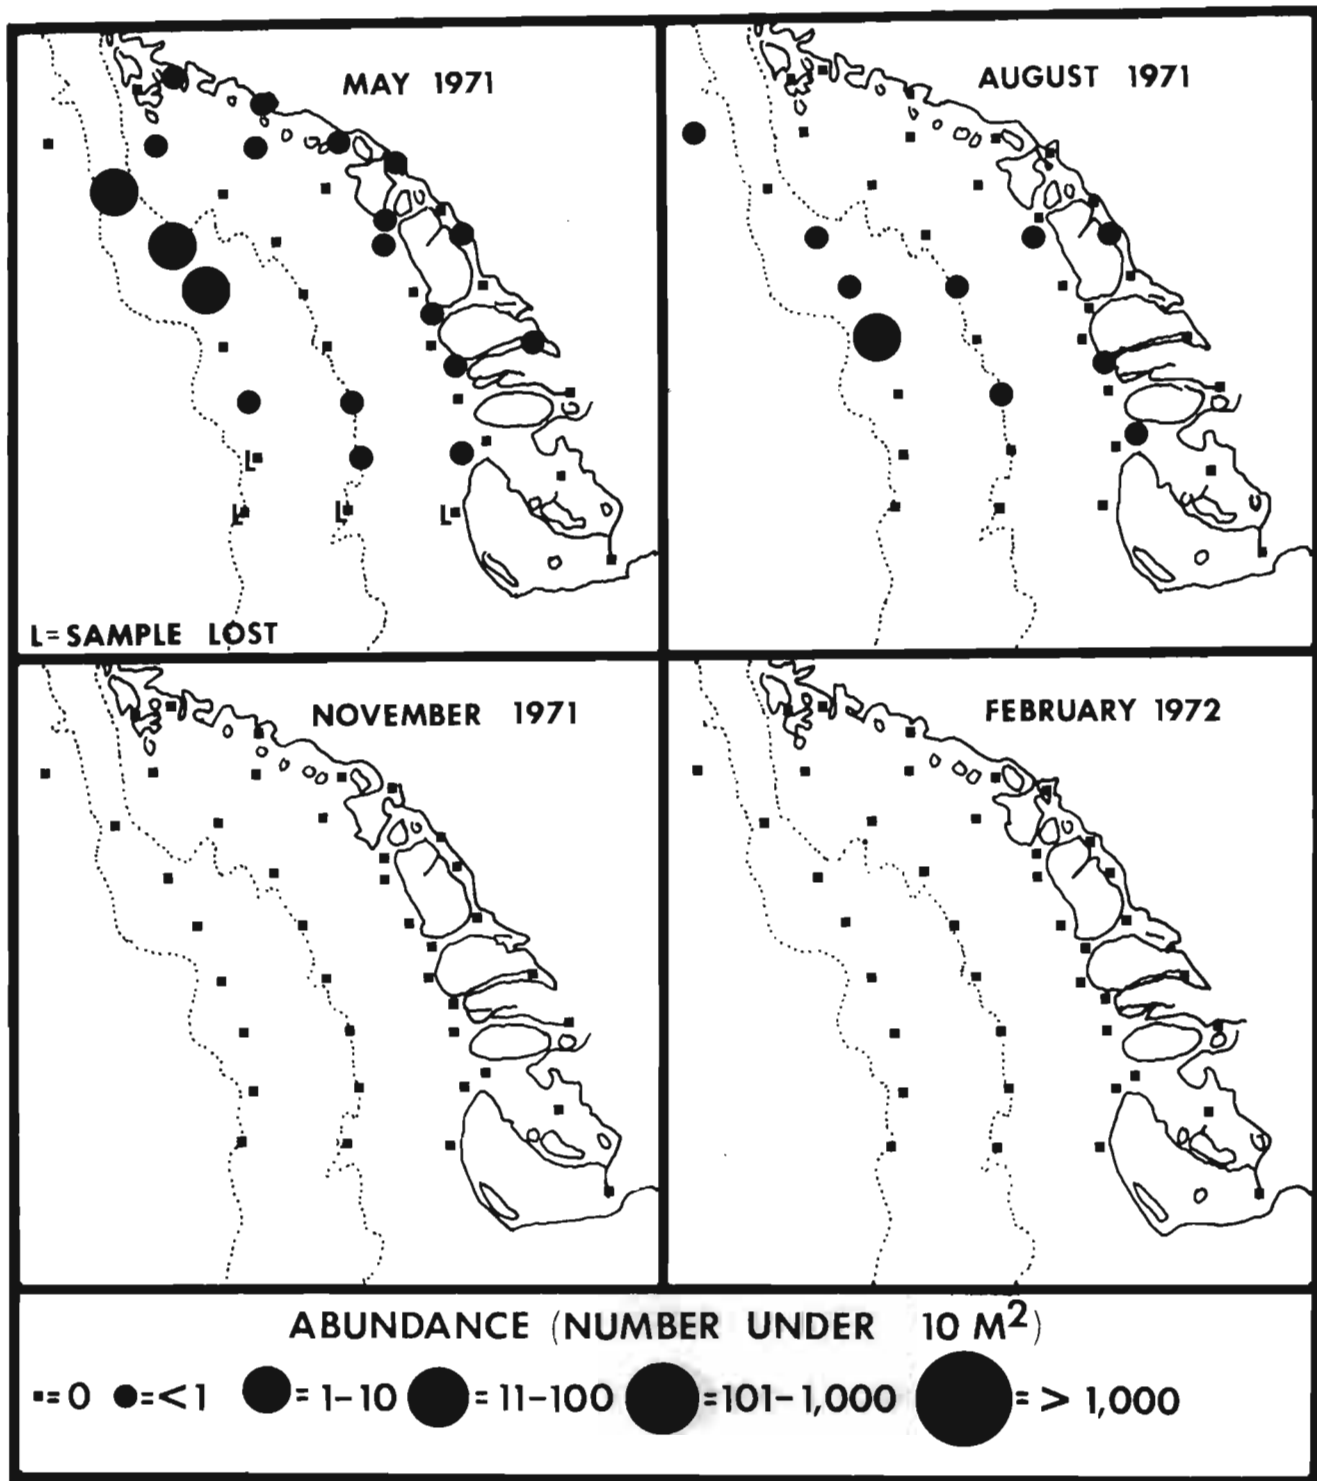 MAY 1971
AUGUST 1971
L
L
L
L
L=SAMPLE LOST
NOVEMBER 1971
FEBRUARY 1972
ABUNDANCE (NUMBER UNDER 10 M²)
=0 =<1 =1-10 =11-100 =101-1,000 => 1,000